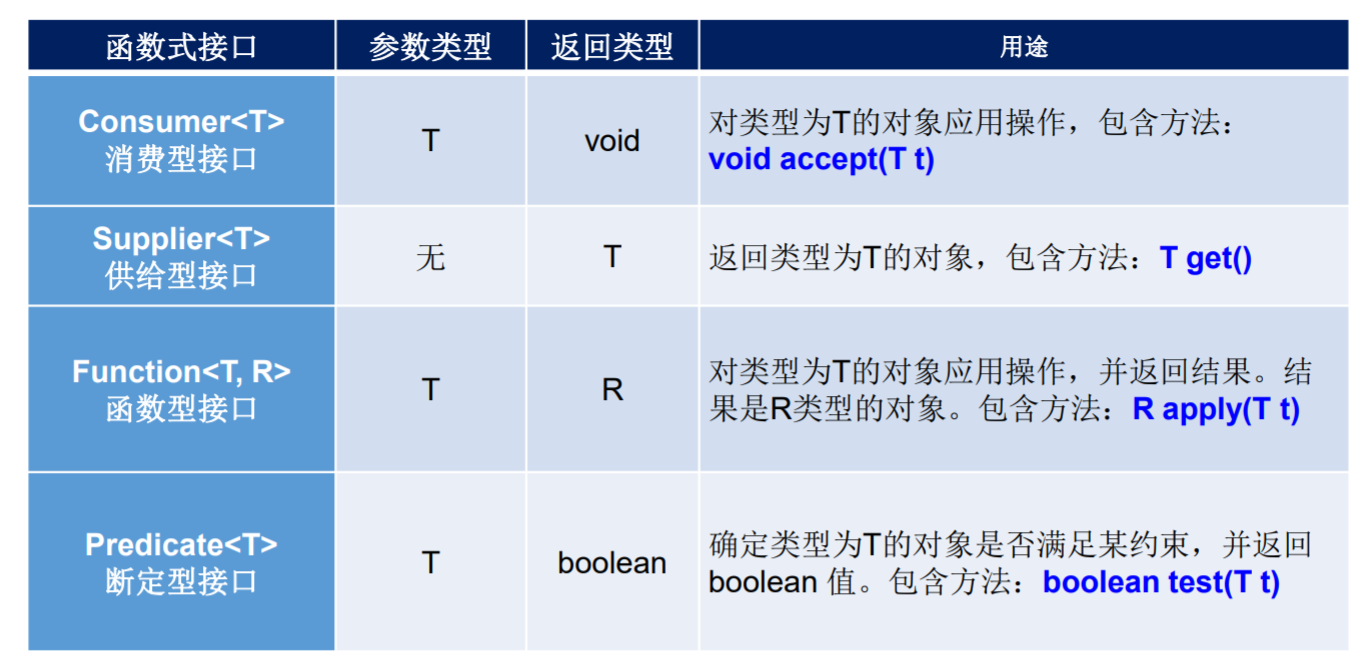 函数式接口 参数类型 返回类型 用途
Consumer<T>
消费型接口
T
void
对类型为T的对象应用操作，包含方法：
void accept(T t)
Supplier<T>
供给型接口
无
T
返回类型为T的对象，包含方法：T get()
Function<T, R>
函数型接口
T
R
对类型为T的对象应用操作，并返回结果。结
果是R类型的对象。包含方法：R apply(T t)
Predicate<T>
断定型接口
T
boolean
确定类型为T的对象是否满足某约束，并返回
boolean 值。包含方法：boolean test(T t)